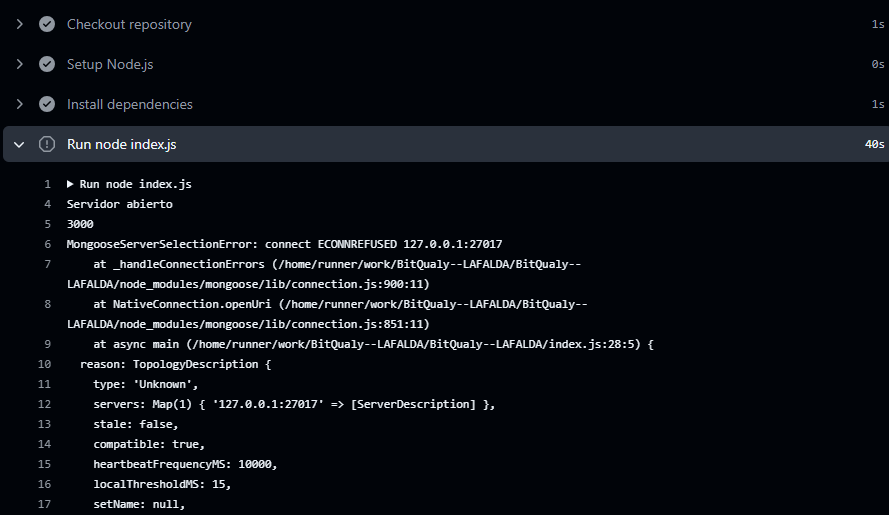 Checkout repository 1s
Setup Node.js 0s
Install dependencies 1s
Run node index.js 40s
1 ▶ Run node index.js
4 Servidor abierto
5 3000
6 MongooseServerSelectionError: connect ECONNREFUSED 127.0.0.1:27017
7 at _handleConnectionErrors (/home/runner/work/BitQualy--LAFALDA/BitQualy--
LAFALDA/node_modules/mongoose/lib/connection.js:900:11)
8 at NativeConnection.openUri (/home/runner/work/BitQualy--LAFALDA/BitQualy--
LAFALDA/node_modules/mongoose/lib/connection.js:851:11)
9 at async main (/home/runner/work/BitQualy--LAFALDA/BitQualy--LAFALDA/index.js:28:5) {
10 reason: TopologyDescription {
11 type: 'Unknown',
12 servers: Map(1) { '127.0.0.1:27017' => [ServerDescription] },
13 stale: false,
14 compatible: true,
15 heartbeatFrequencyMS: 10000,
16 localThresholdMS: 15,
17 setName: null,